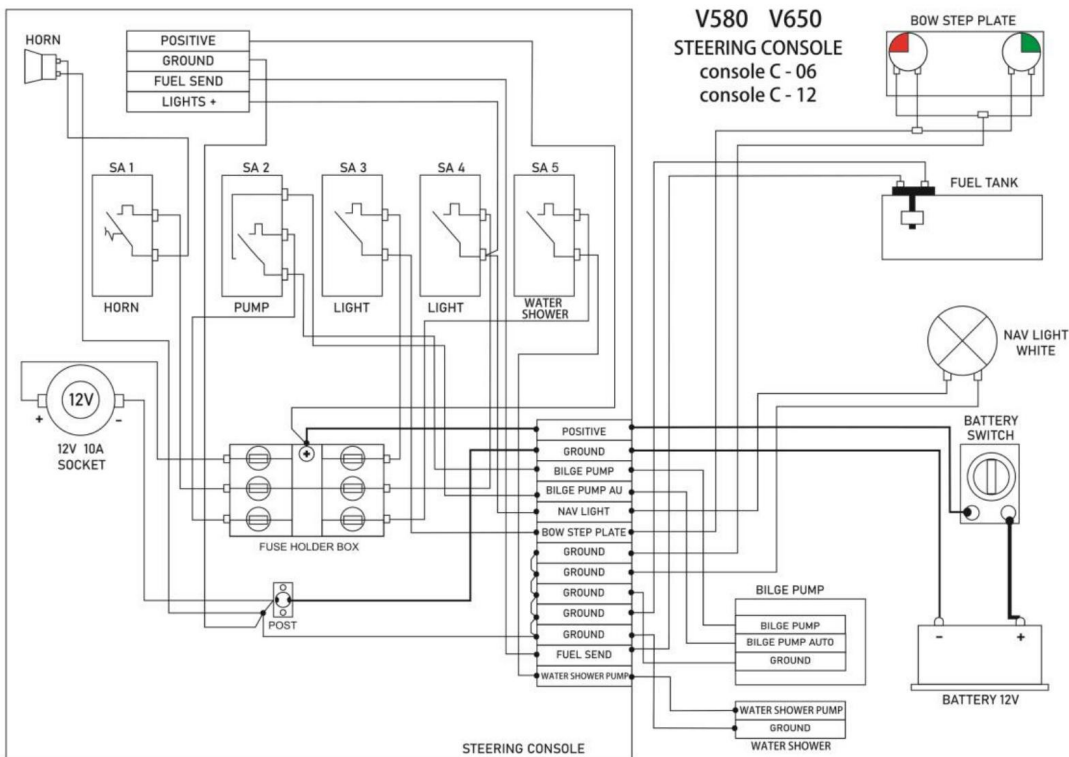 V580 V650
STEERING CONSOLE
console C - 06
console C - 12
HORN
POSITIVE
GROUND
FUEL SEND
LIGHTS +
BOW STEP PLATE
SA 1
SA 2
SA 3
SA 4
SA 5
FUEL TANK
HORN
PUMP
LIGHT
LIGHT
WATER
SHOWER
NAV LIGHT
WHITE
12V
+
-
12V 10A
SOCKET
BATTERY
SWITCH
+
FUSE HOLDER BOX
POST
POSITIVE
GROUND
BILGE PUMP
BILGE PUMP AU
NAV LIGHT
BOW STEP PLATE
GROUND
GROUND
GROUND
GROUND
GROUND
FUEL SEND
WATER SHOWER PUMP
BILGE PUMP
BILGE PUMP
BILGE PUMP AUTO
GROUND
-
+
BATTERY 12V
WATER SHOWER PUMP
GROUND
WATER SHOWER
STEERING CONSOLE